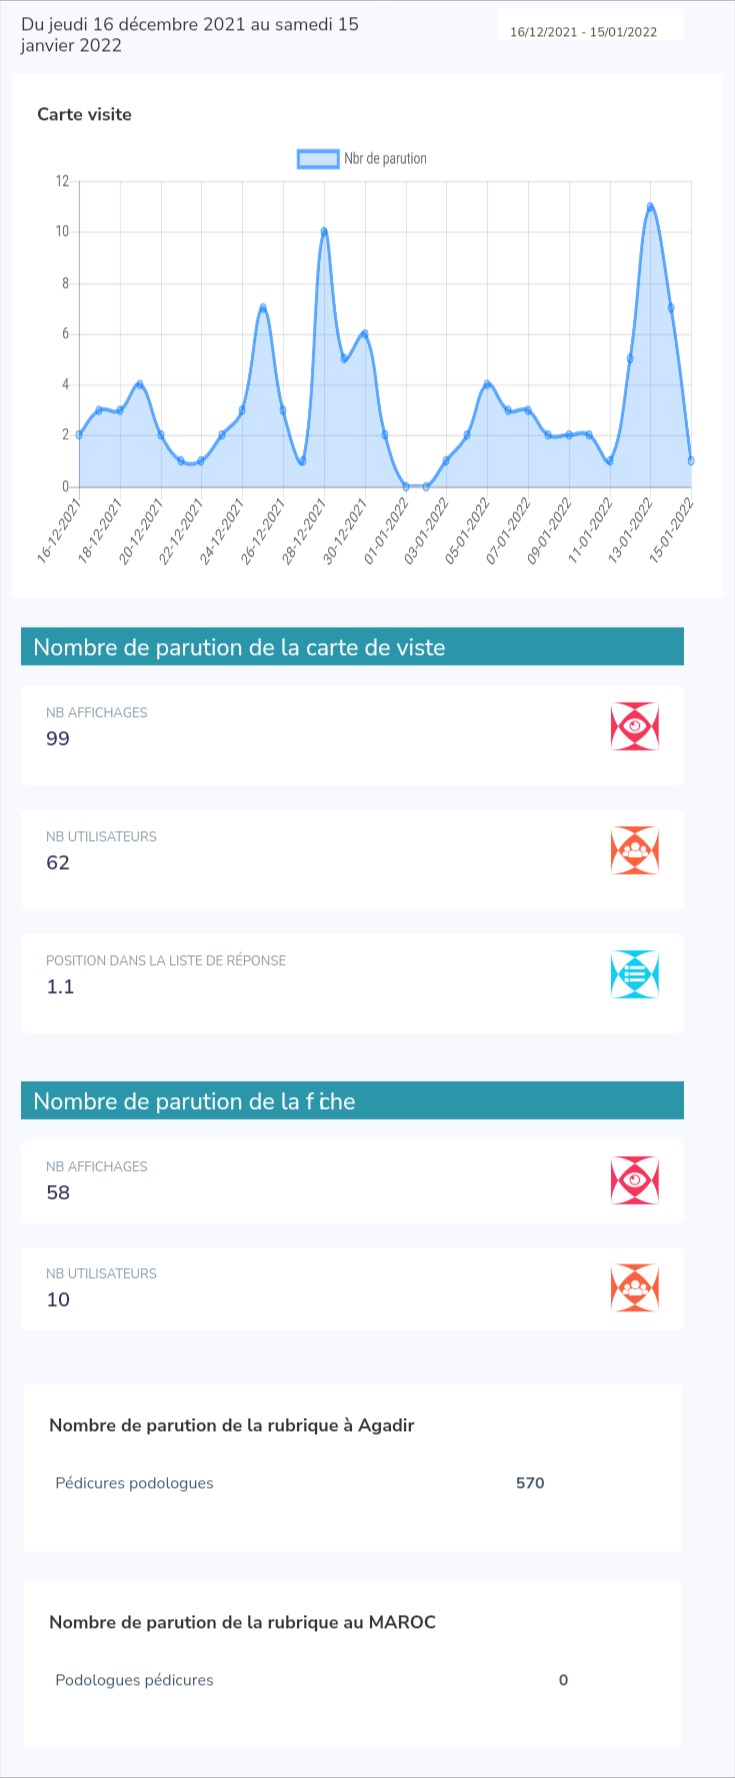 Du jeudi 16 décembre 2021 au samedi 15
janvier 2022
16/12/2021 - 15/01/2022
Carte visite
Nbr de parution
12
10
8
6
4
2
0
16-12-2021
18-12-2021
20-12-2021
22-12-2021
24-12-2021
26-12-2021
28-12-2021
30-12-2021
01-01-2022
03-01-2022
05-01-2022
07-01-2022
09-01-2022
11-01-2022
13-01-2022
15-01-2022
Nombre de parution de la carte de viste
NB AFFICHAGES
99
NB UTILISATEURS
62
POSITION DANS LA LISTE DE RÉPONSE
1.1
Nombre de parution de la fiche
NB AFFICHAGES
58
NB UTILISATEURS
10
Nombre de parution de la rubrique à Agadir
Pédicures podologues 570
Nombre de parution de la rubrique au MAROC
Podologues pédicures 0